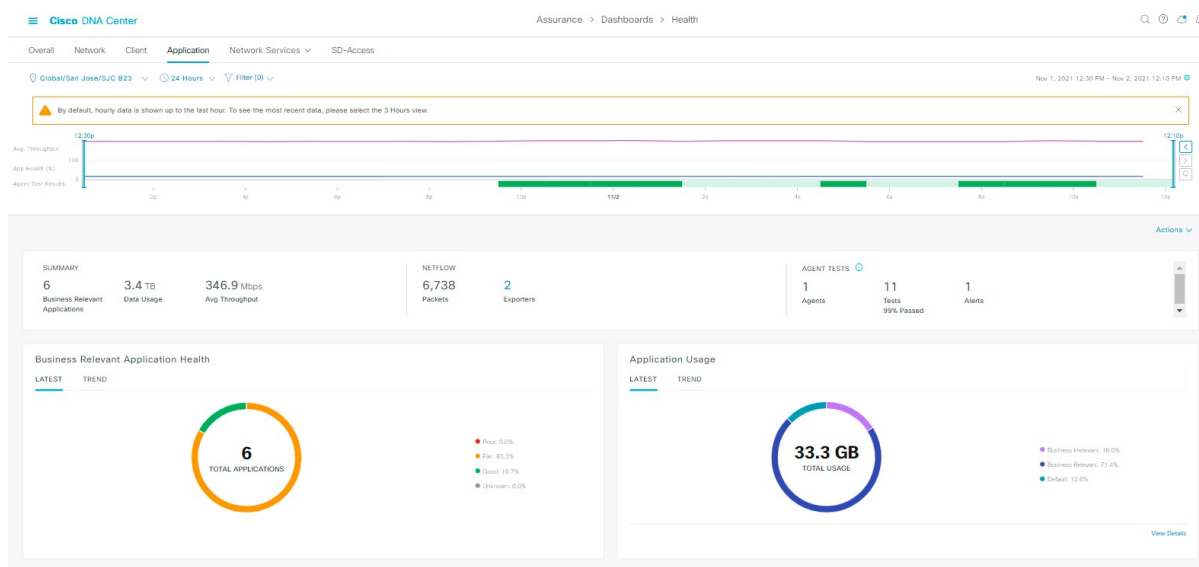 Cisco DNA Center
Assurance > Dashboards > Health
Overall Network Client Application Network Services SD-Access
Global/San Jose/SJC B23 24 Hours Filter (0)
Nov 1, 2021 12:30 PM - Nov 2, 2021 12:10 PM
By default, hourly data is shown up to the last hour. To see the most recent data, please select the 3 Hours view.
12:30p 12:10p
Avg. Throughput
100
App Health (%)
0
Agent Test Results
2p 4p 6p 8p 10p 11/2 2a 4a 6a 8a 10a 12p
Actions
SUMMARY
6 3.4 TB 346.9 Mbps
Business Relevant Applications Data Usage Avg Throughput
NETFLOW
6,738 2
Packets Exporters
AGENT TESTS
1 11 1
Agents Tests Alerts
99% Passed
Business Relevant Application Health
LATEST TREND
6
TOTAL APPLICATIONS
Poor: 0.0%
Fair: 83.3%
Good: 16.7%
Unknown: 0.0%
Application Usage
LATEST TREND
33.3 GB
TOTAL USAGE
Business Irrelevant: 16.0%
Business Relevant: 71.4%
Default: 12.6%
View Details